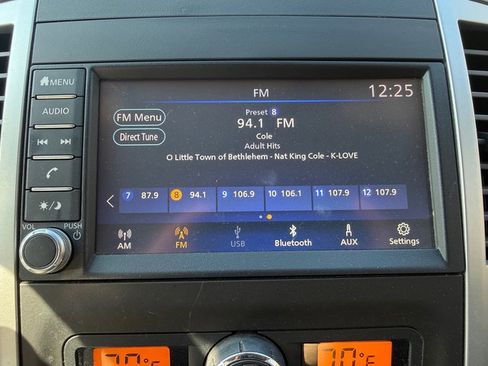 FM
12:25
MENU
AUDIO
VOL
PUSH
FM Menu
Direct Tune
Preset 8
94.1 FM
Cole
Adult Hits
O Little Town of Bethlehem - Nat King Cole - K-LOVE
7 87.9
8 94.1
9 106.9
10 106.1
11 107.9
12 107.9
AM
FM
USB
Bluetooth
AUX
Settings